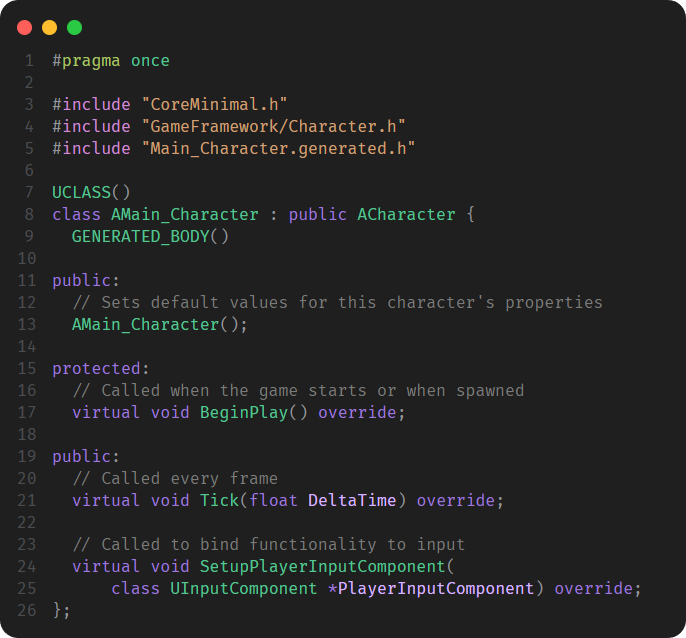 1 #pragma once
2
3 #include "CoreMinimal.h"
4 #include "GameFramework/Character.h"
5 #include "Main_Character.generated.h"
6
7 UCLASS()
8 class AMain_Character : public ACharacter {
9   GENERATED_BODY()
10
11 public:
12   // Sets default values for this character's properties
13   AMain_Character();
14
15 protected:
16   // Called when the game starts or when spawned
17   virtual void BeginPlay() override;
18
19 public:
20   // Called every frame
21   virtual void Tick(float DeltaTime) override;
22
23   // Called to bind functionality to input
24   virtual void SetupPlayerInputComponent(
25       class UInputComponent *PlayerInputComponent) override;
26 };